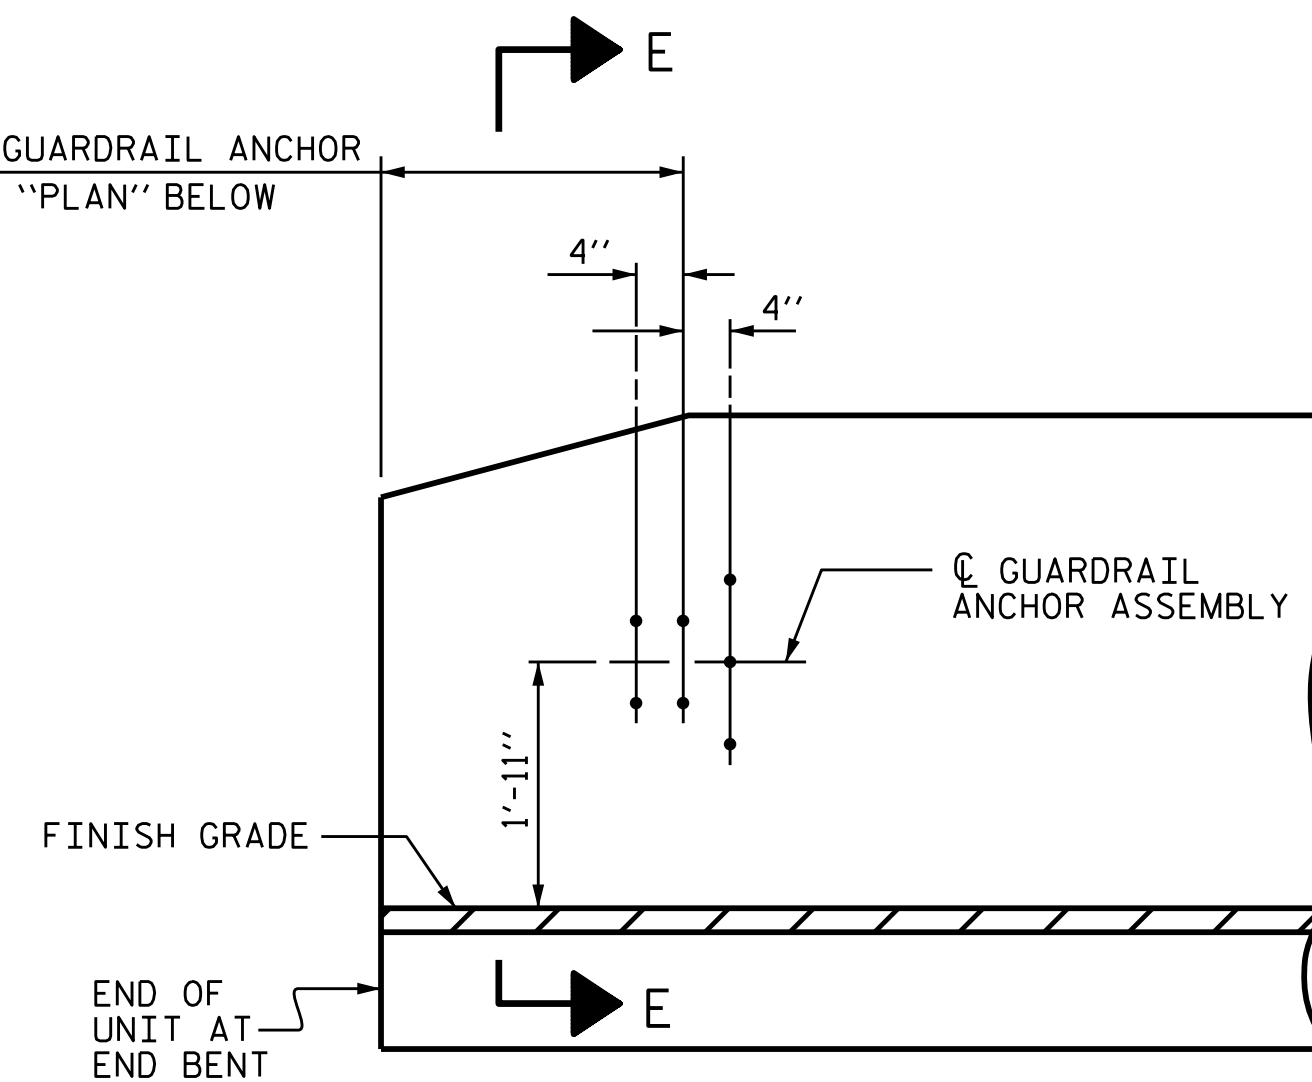 E
GUARDRAIL ANCHOR
"PLAN" BELOW
4"
4"
℄ GUARDRAIL
ANCHOR ASSEMBLY
1'-11"
FINISH GRADE
END OF
UNIT AT
END BENT
E